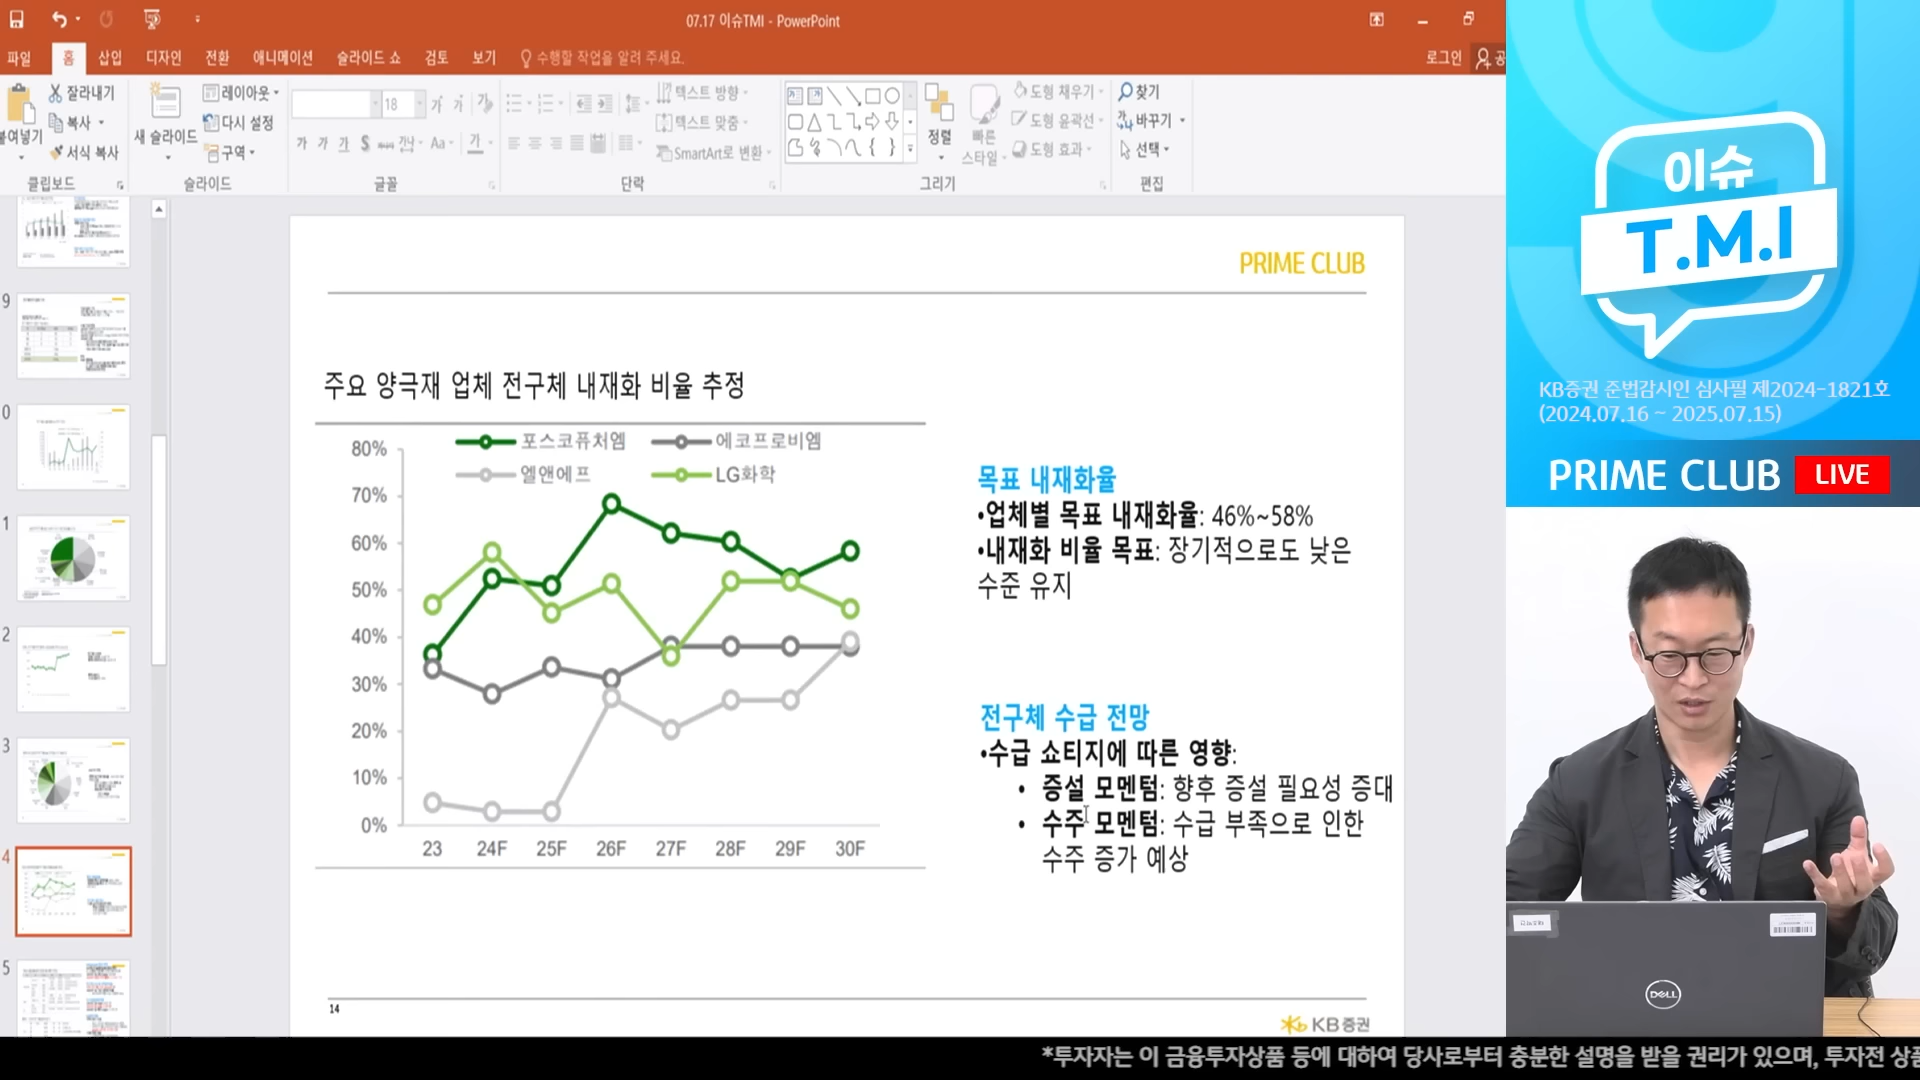 07.17 이슈TMI - PowerPoint
파일 홈 삽입 디자인 전환 애니메이션 슬라이드 쇼 검토 보기 수행할 작업을 알려 주세요.
로그인
잘라내기
복사
서식 복사
클립보드
새 슬라이드
레이아웃
다시 설정
구역
슬라이드
18
가 가 가 S Aa 가
글꼴
텍스트 방향
텍스트 맞춤
SmartArt로 변환
단락
정렬
빠른
스타일
도형 채우기
도형 윤곽선
도형 효과
그리기
찾기
바꾸기
선택
편집
9
0
1
2
3
4
5
PRIME CLUB
주요 양극재 업체 전구체 내재화 비율 추정
포스코퓨처엠 에코프로비엠
엘앤에프 LG화학
80%
70%
60%
50%
40%
30%
20%
10%
0%
23 24F 25F 26F 27F 28F 29F 30F
목표 내재화율
•업체별 목표 내재화율: 46%~58%
•내재화 비율 목표: 장기적으로도 낮은
수준 유지
전구체 수급 전망
•수급 쇼티지에 따른 영향:
• 증설 모멘텀: 향후 증설 필요성 증대
• 수주 모멘텀: 수급 부족으로 인한
수주 증가 예상
14
KB증권
이슈
T.M.I
KB증권 준법감시인 심사필 제2024-1821호
(2024.07.16 ~ 2025.07.15)
PRIME CLUB LIVE
DELL
*투자자는 이 금융투자상품 등에 대하여 당사로부터 충분한 설명을 받을 권리가 있으며, 투자전 상품